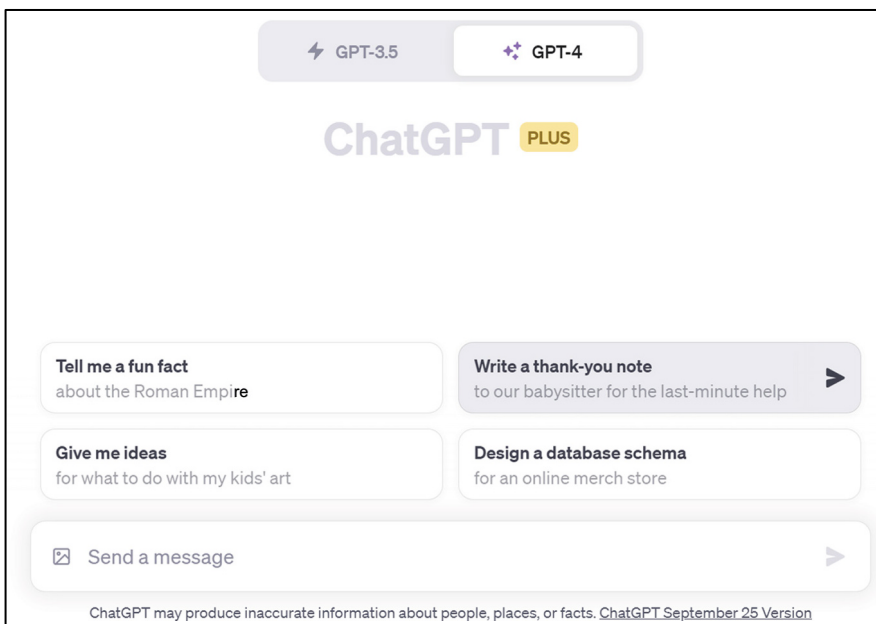 GPT-3.5 GPT-4
ChatGPT PLUS
Tell me a fun fact
about the Roman Empire
Write a thank-you note
to our babysitter for the last-minute help
Give me ideas
for what to do with my kids' art
Design a database schema
for an online merch store
Send a message
ChatGPT may produce inaccurate information about people, places, or facts. ChatGPT September 25 Version